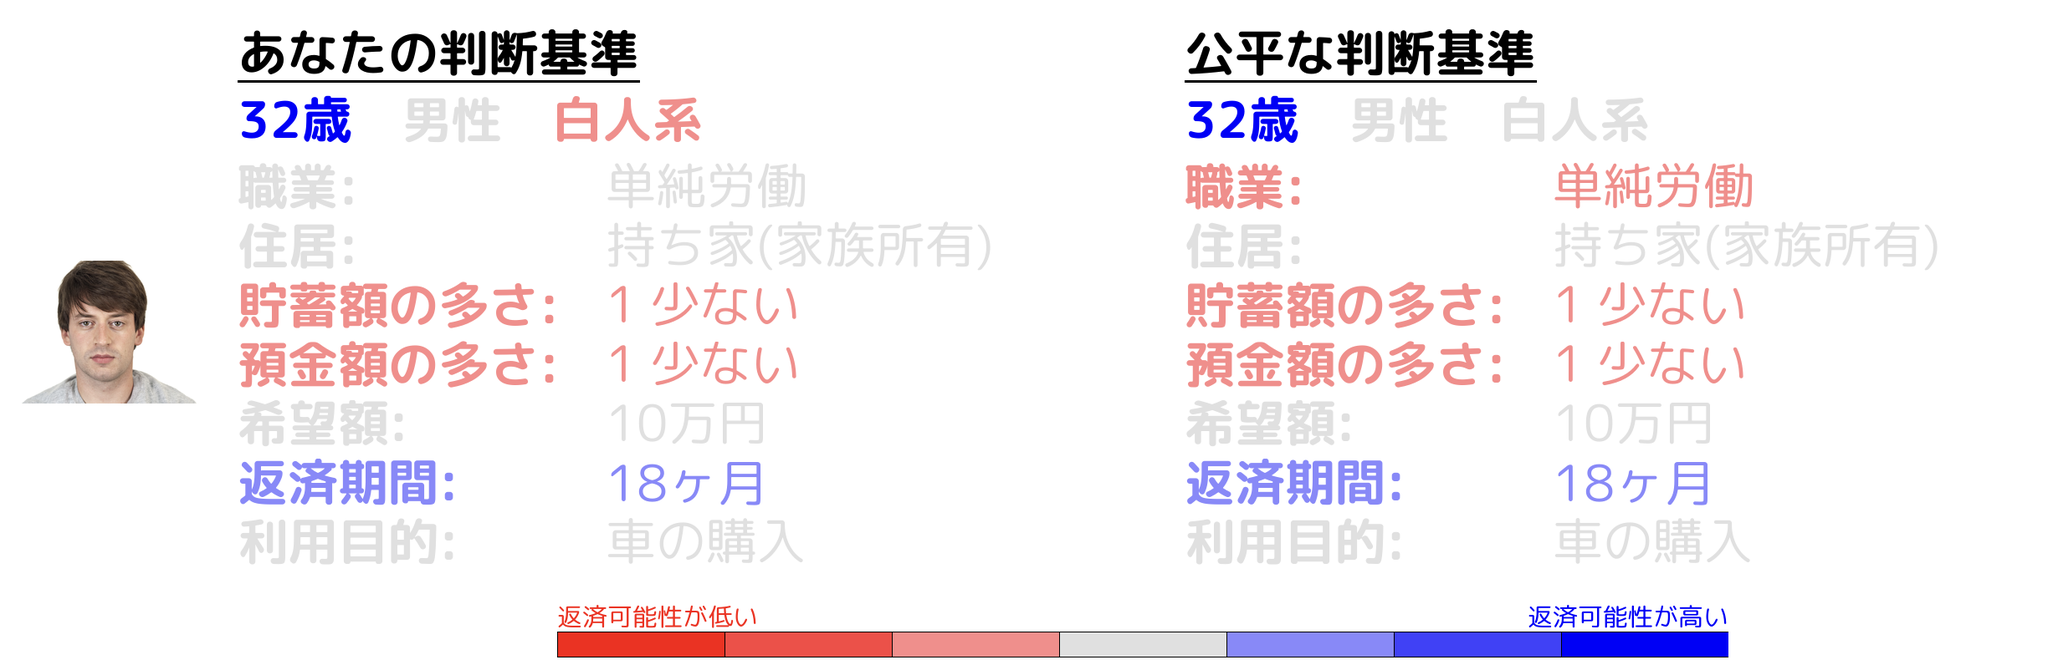 あなたの判断基準
32歳 男性 白人系
職業: 単純労働
住居: 持ち家(家族所有)
貯蓄額の多さ: 1 少ない
預金額の多さ: 1 少ない
希望額: 10万円
返済期間: 18ヶ月
利用目的: 車の購入
公平な判断基準
32歳 男性 白人系
職業: 単純労働
住居: 持ち家(家族所有)
貯蓄額の多さ: 1 少ない
預金額の多さ: 1 少ない
希望額: 10万円
返済期間: 18ヶ月
利用目的: 車の購入
返済可能性が低い
返済可能性が高い